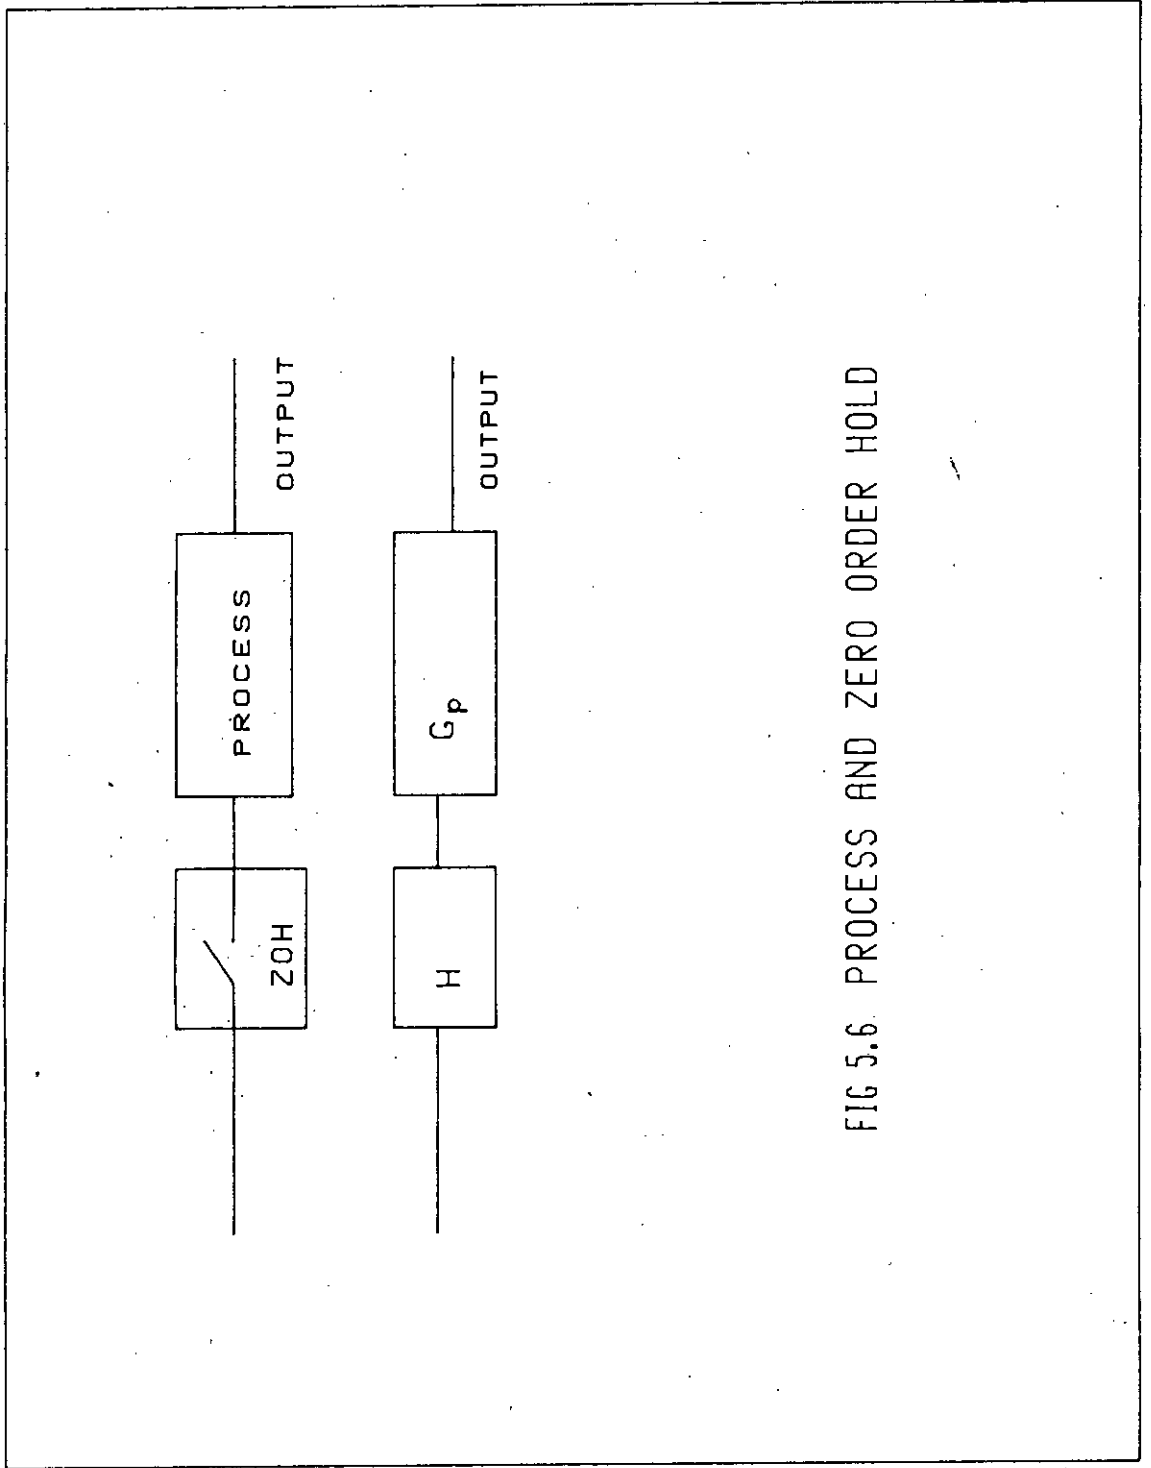 ZOH
PROCESS
OUTPUT
H
Gp
OUTPUT
FIG 5.6 PROCESS AND ZERO ORDER HOLD